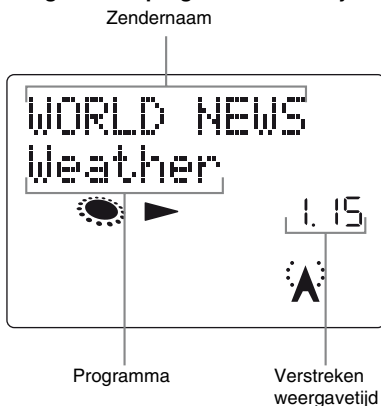 Zendernaam
WORLD NEWS
Weather
1.15
Programma
Verstreken
weergavetijd